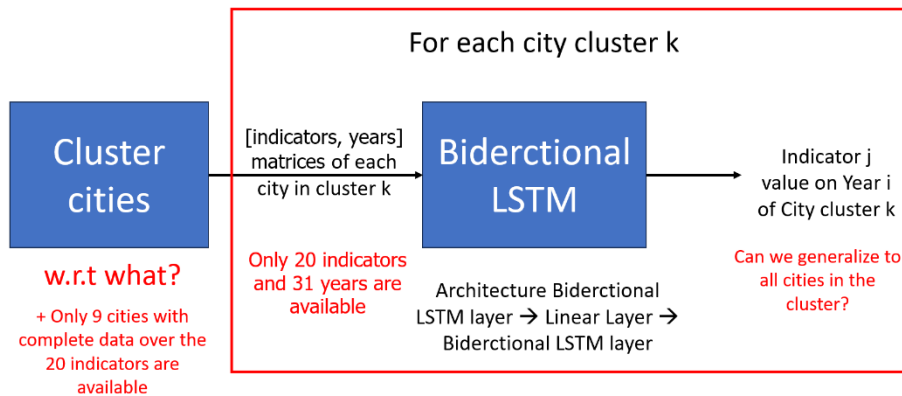 For each city cluster k
Cluster
cities
[indicators, years]
matrices of each
city in cluster k
Biderctional
LSTM
Indicator j
value on Year i
of City cluster k
w.r.t what?
+ Only 9 cities with
complete data over the
20 indicators are
available
Only 20 indicators
and 31 years are
available
Architecture Biderctional
LSTM layer → Linear Layer →
Biderctional LSTM layer
Can we generalize to
all cities in the
cluster?